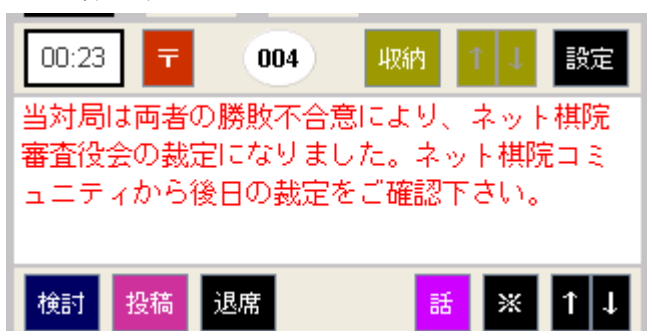 00:23 〒 004 収納 ↑ ↓ 設定
当対局は両者の勝敗不合意により、ネット棋院
審査役会の裁定になりました。ネット棋院コミ
ュニティから後日の裁定をご確認下さい。
検討 投稿 退席 話 ※ ↑ ↓